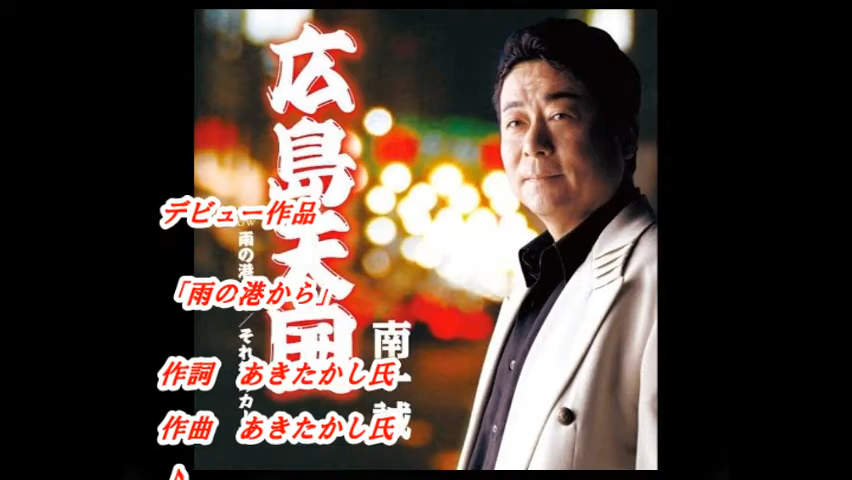 広島天国
雨の港
それ
南一誠
デビュー作品
「雨の港から」
作詞　あきたかし氏
作曲　あきたかし氏
♪